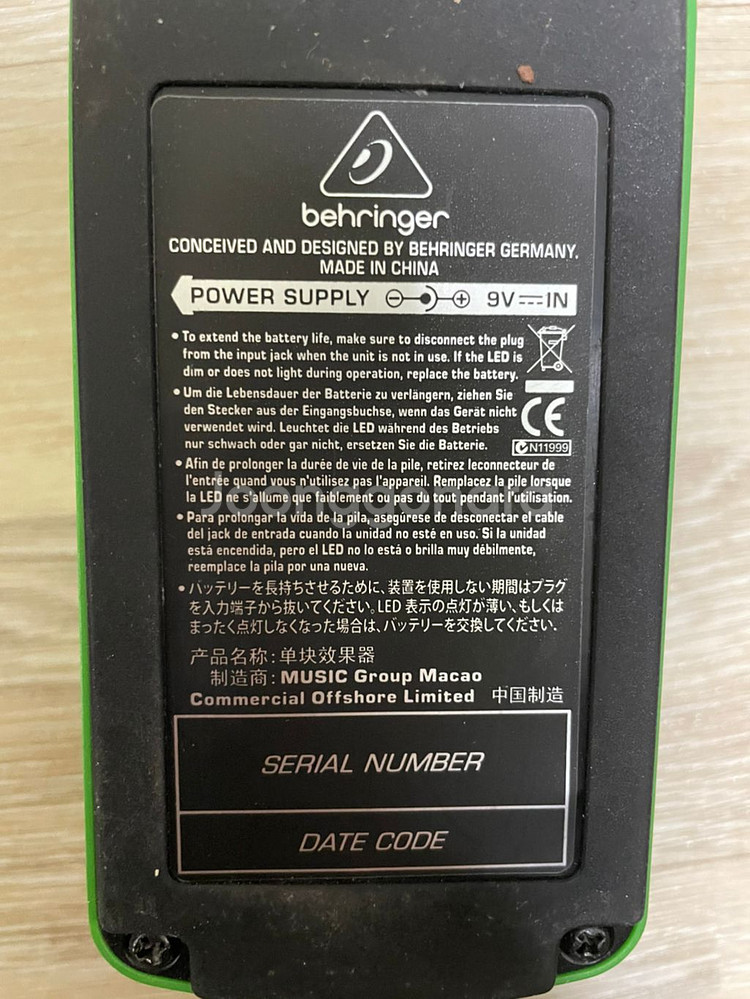 behringer
CONCEIVED AND DESIGNED BY BEHRINGER GERMANY.
MADE IN CHINA
POWER SUPPLY 9V IN
• To extend the battery life, make sure to disconnect the plug
from the input jack when the unit is not in use. If the LED is
dim or does not light during operation, replace the battery.
• Um die Lebensdauer der Batterie zu verlängern, ziehen Sie
den Stecker aus der Eingangsbuchse, wenn das Gerät nicht
verwendet wird. Leuchtet die LED während des Betriebs
nur schwach oder gar nicht, ersetzen Sie die Batterie.
CE
N11999
• Afin de prolonger la durée de vie de la pile, retirez leconnecteur de
l'entrée quand vous n'utilisez pas l'appareil. Remplacez la pile lorsque
la LED ne s'allume que faiblement ou pas du tout pendant l'utilisation.
Joonggonara
• Para prolongar la vida de la pila, asegúrese de desconectar el cable
del jack de entrada cuando la unidad no esté en uso. Si la unidad
está encendida, pero el LED no lo está o brilla muy débilmente,
reemplace la pila por una nueva.
• バッテリーを長持ちさせるために、装置を使用しない期間はプラグ
を入力端子から抜いてください。LED 表示の点灯が薄い、もしくは
まったく点灯しなくなった場合は、バッテリーを交換してください.
产品名称: 单块效果器
制造商: MUSIC Group Macao
Commercial Offshore Limited 中国制造
SERIAL NUMBER
DATE CODE